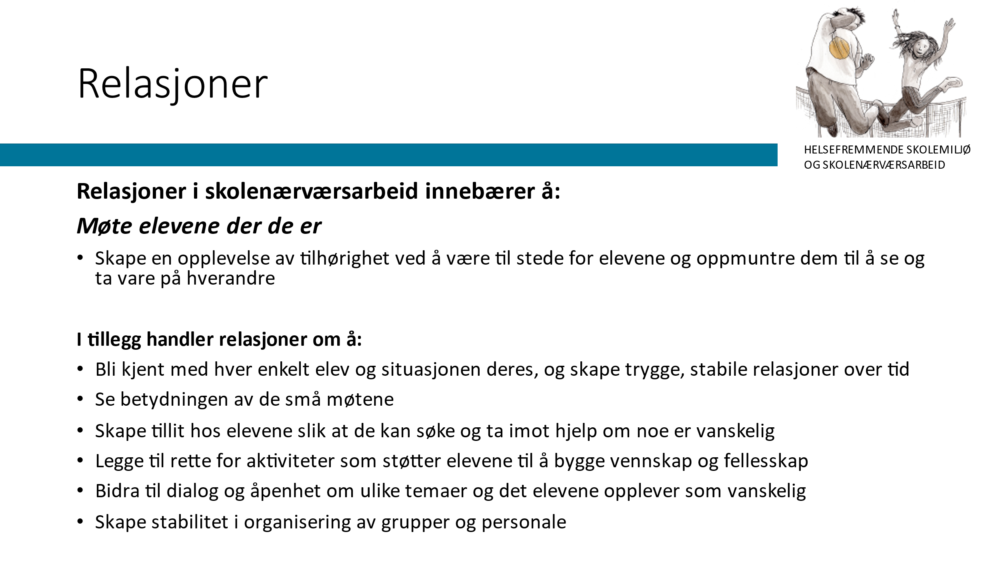 Relasjoner
HELSEFREMMENDE SKOLEMILJØ
OG SKOLENÆRVÆRSARBEID
Relasjoner i skolenærværsarbeid innebærer å:
Møte elevene der de er
• Skape en opplevelse av tilhørighet ved å være til stede for elevene og oppmuntre dem til å se og
ta vare på hverandre
I tillegg handler relasjoner om å:
• Bli kjent med hver enkelt elev og situasjonen deres, og skape trygge, stabile relasjoner over tid
• Se betydningen av de små møtene
• Skape tillit hos elevene slik at de kan søke og ta imot hjelp om noe er vanskelig
• Legge til rette for aktiviteter som støtter elevene til å bygge vennskap og fellesskap
• Bidra til dialog og åpenhet om ulike temaer og det elevene opplever som vanskelig
• Skape stabilitet i organisering av grupper og personale